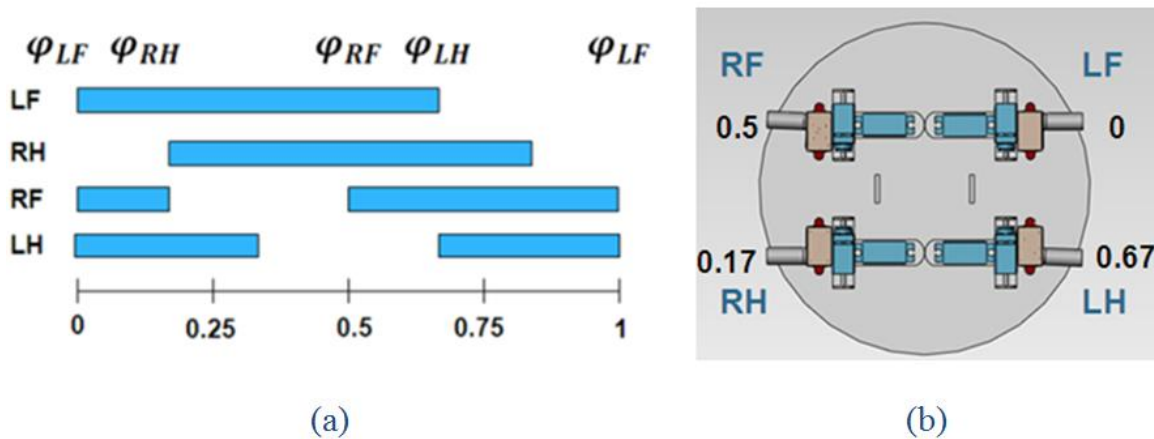 φLF φRH φRF φLH φLF
LF
RH
RF
LH
0 0.25 0.5 0.75 1
(a)
RF LF
0.5 0
0.17 0.67
RH LH
(b)